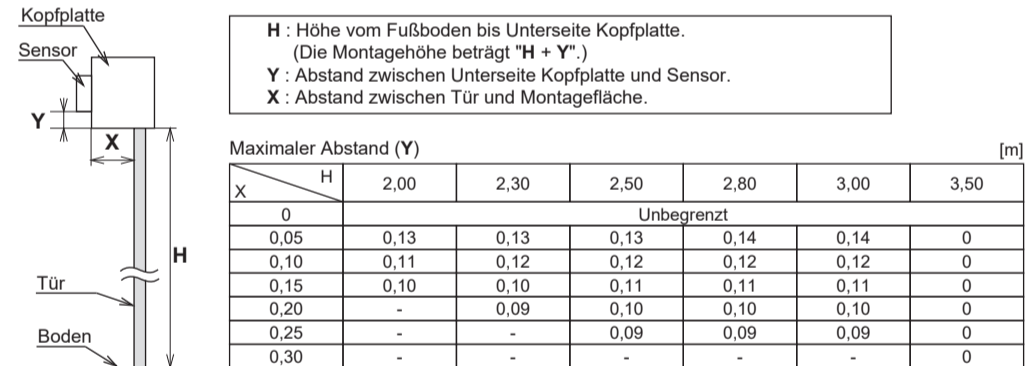 Kopfplatte
Sensor
Y
X
H
Tür
Boden
H : Höhe vom Fußboden bis Unterseite Kopfplatte.
(Die Montagehöhe beträgt "H + Y".)
Y : Abstand zwischen Unterseite Kopfplatte und Sensor.
X : Abstand zwischen Tür und Montagefläche.
Maximaler Abstand (Y) [m]
X H 2,00 2,30 2,50 2,80 3,00 3,50
0 Unbegrenzt
0,05 0,13 0,13 0,13 0,14 0,14 0
0,10 0,11 0,12 0,12 0,12 0,12 0
0,15 0,10 0,10 0,11 0,11 0,11 0
0,20 - 0,09 0,10 0,10 0,10 0
0,25 - - 0,09 0,09 0,09 0
0,30 - - - - - 0